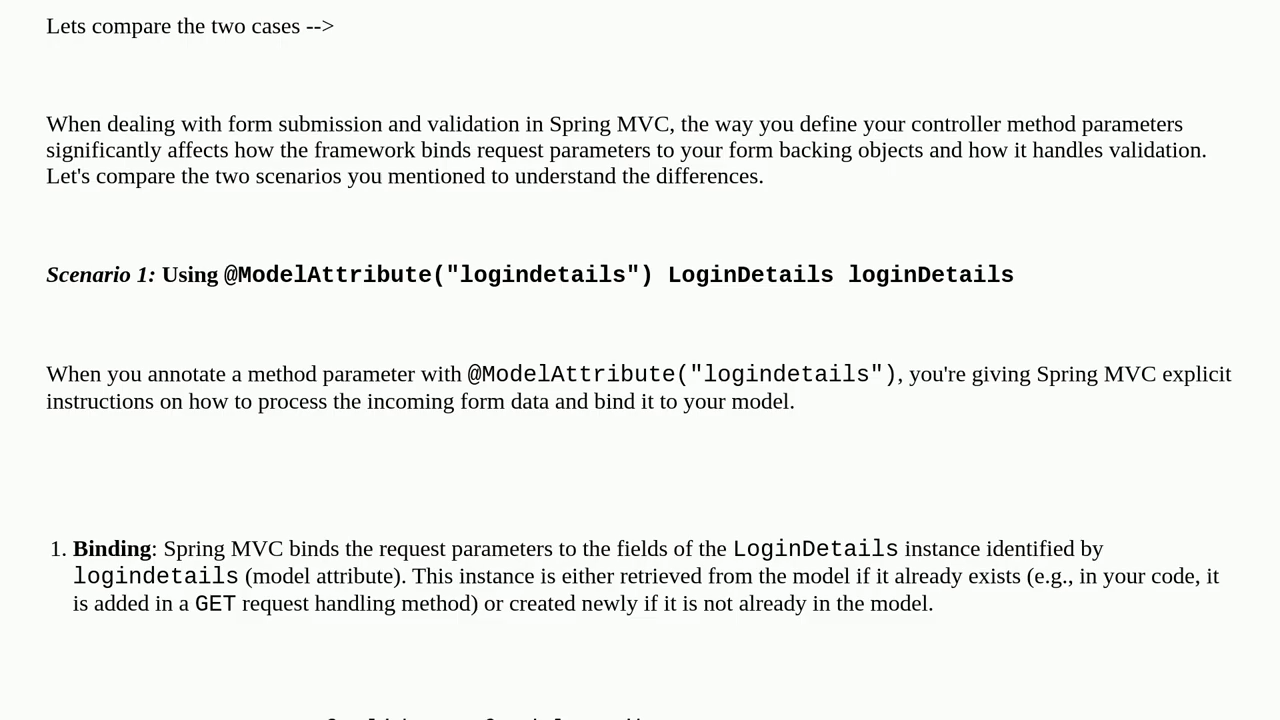 Lets compare the two cases -->
When dealing with form submission and validation in Spring MVC, the way you define your controller method parameters
significantly affects how the framework binds request parameters to your form backing objects and how it handles validation.
Let's compare the two scenarios you mentioned to understand the differences.
Scenario 1: Using @ModelAttribute("logindetails") LoginDetails loginDetails
When you annotate a method parameter with @ModelAttribute("logindetails"), you're giving Spring MVC explicit
instructions on how to process the incoming form data and bind it to your model.
1. Binding: Spring MVC binds the request parameters to the fields of the LoginDetails instance identified by
logindetails (model attribute). This instance is either retrieved from the model if it already exists (e.g., in your code, it
is added in a GET request handling method) or created newly if it is not already in the model.